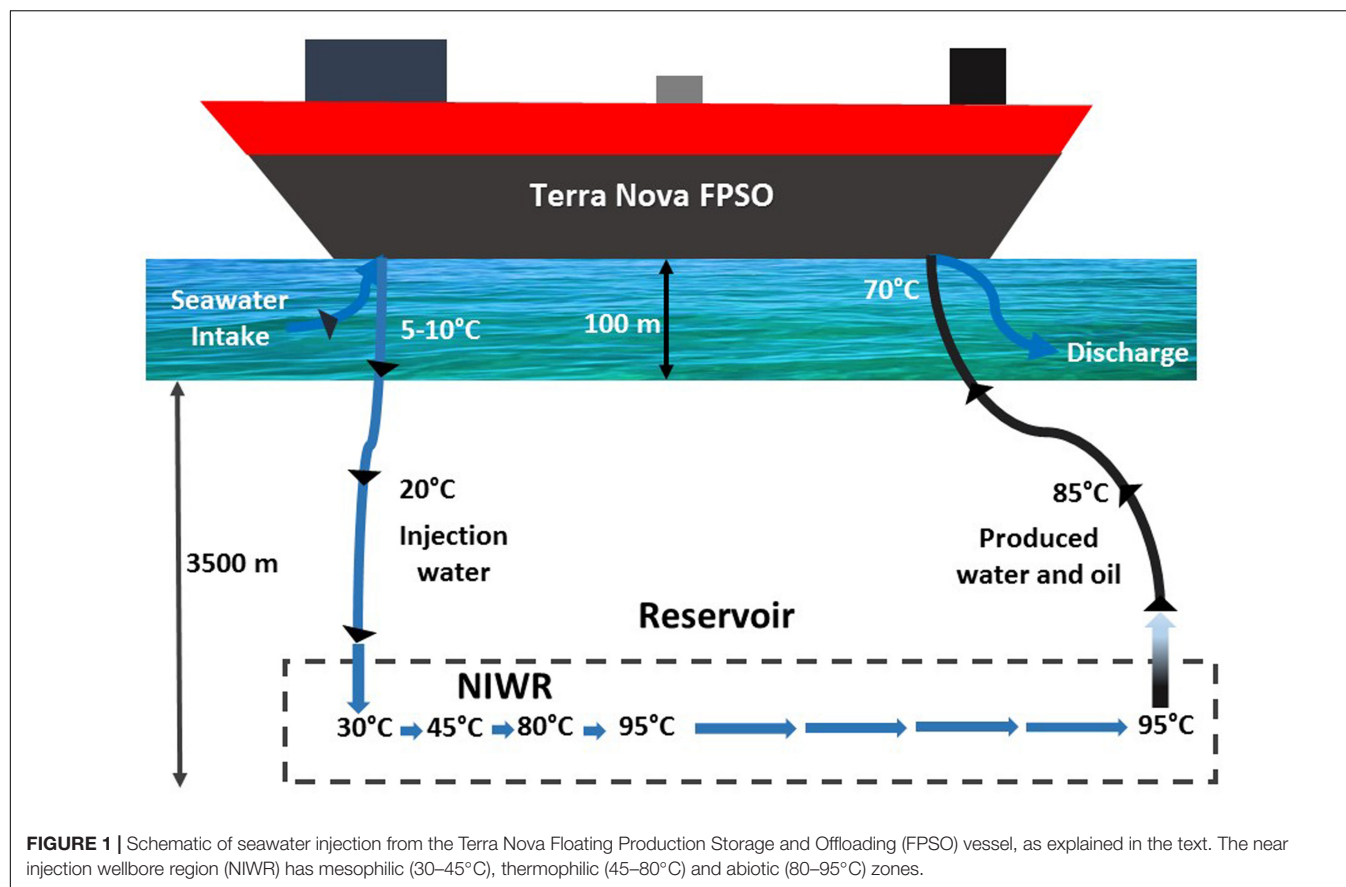 Terra Nova FPSO
Seawater
Intake
5-10°C
100 m
70°C
Discharge
20°C
Injection
water
3500 m
85°C
Produced
water and oil
Reservoir
NIWR
30°C 45°C 80°C 95°C 95°C
FIGURE 1 | Schematic of seawater injection from the Terra Nova Floating Production Storage and Offloading (FPSO) vessel, as explained in the text. The near
injection wellbore region (NIWR) has mesophilic (30–45°C), thermophilic (45–80°C) and abiotic (80–95°C) zones.